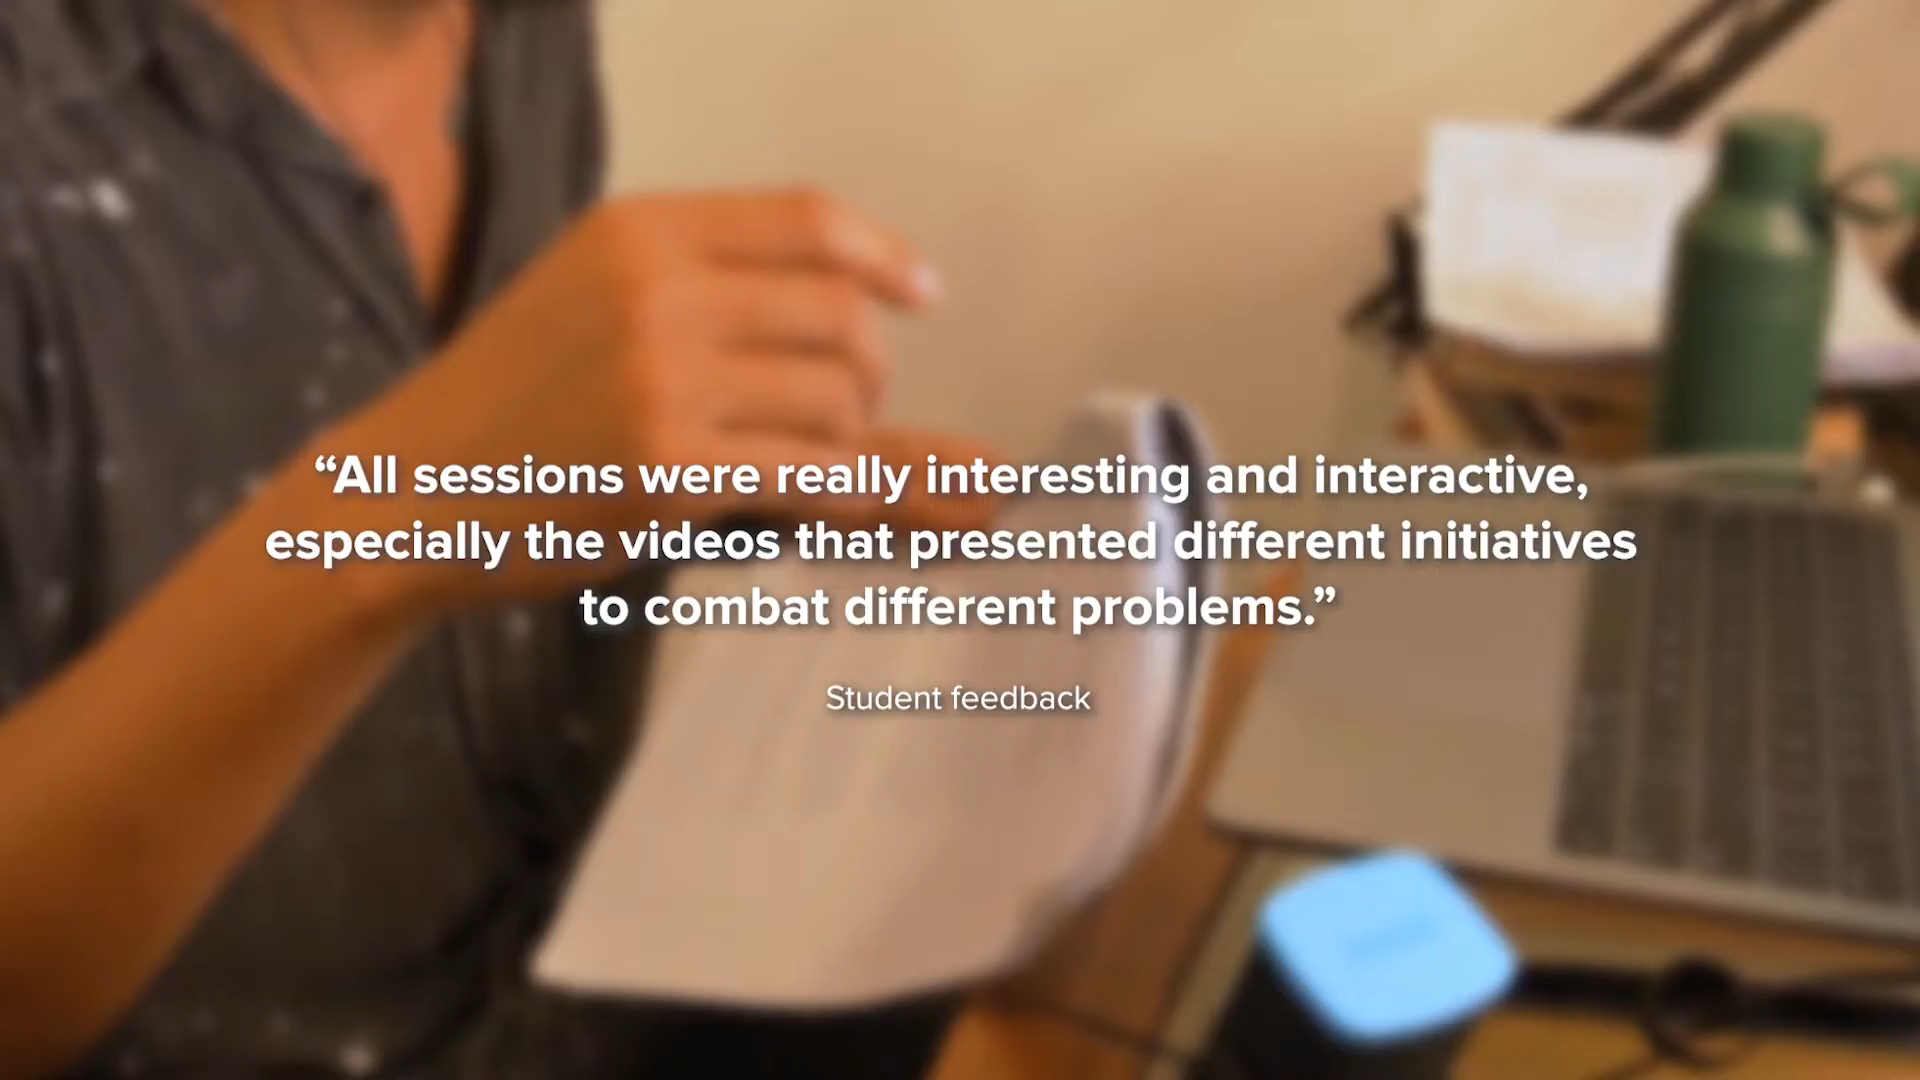 “All sessions were really interesting and interactive,
especially the videos that presented different initiatives
to combat different problems.”
Student feedback